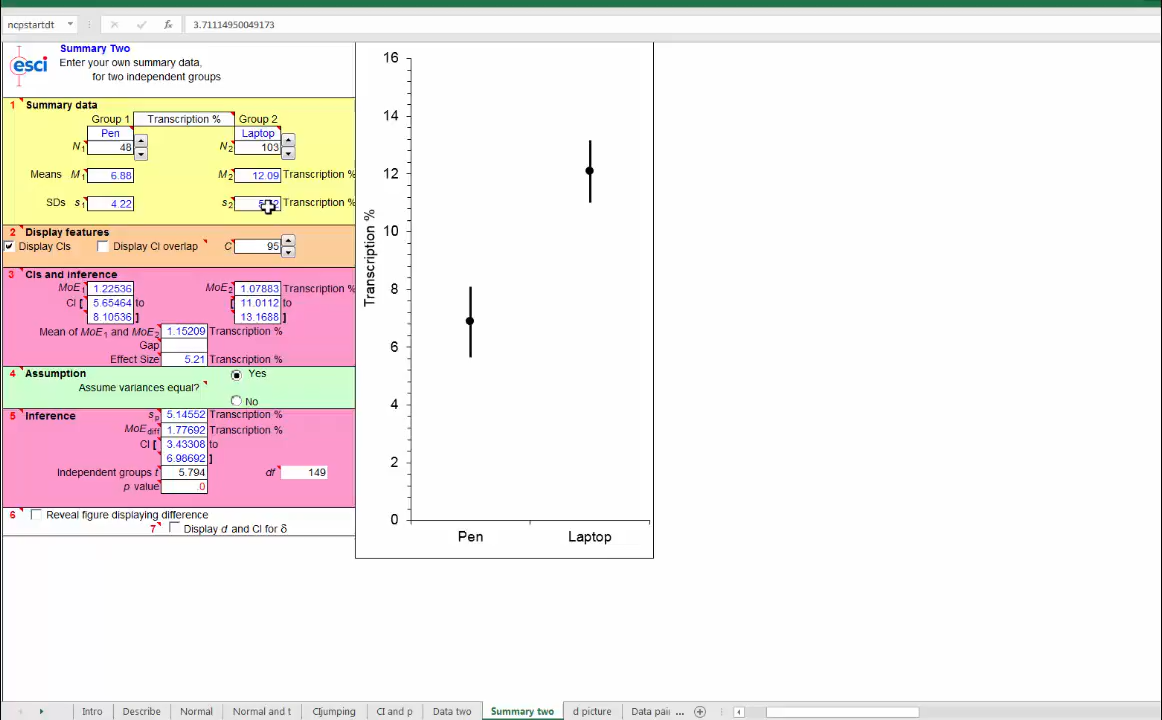 ncpstartdt fx 3.71114950049173
esci Summary Two
Enter your own summary data,
for two independent groups
1 Summary data
Group 1 Transcription % Group 2
Pen Laptop
N1 48 N2 103
Means M1 6.88 M2 12.09 Transcription %
SDs s1 4.22 s2 Transcription %
2 Display features
Display CIs Display CI overlap C 95
3 CIs and inference
MoE1 1.22536 MoE2 1.07883 Transcription %
CI [ 5.65464 to [ 11.0112 to
8.10536 ] 13.1688 ]
Mean of MoE1 and MoE2 1.15209 Transcription %
Gap
Effect Size 5.21 Transcription %
4 Assumption Yes
Assume variances equal?
No
5 Inference sp 5.14552 Transcription %
MoEdiff 1.77692 Transcription %
CI [ 3.43308 to
6.98692 ]
Independent groups t 5.794 df 149
p value .0
6 Reveal figure displaying difference
7 Display d and CI for δ
Transcription %
16
14
12
10
8
6
4
2
0
Pen Laptop
Intro Describe Normal Normal and t CIjumping CI and p Data two Summary two d picture Data pair ...